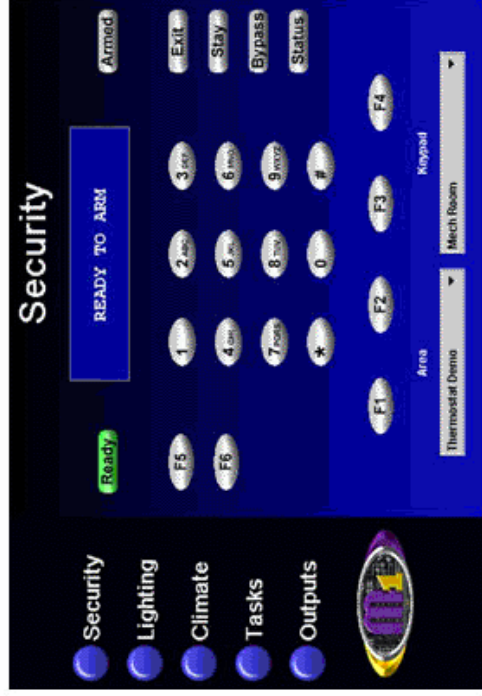 Security
Ready
READY TO ARM
Armed
F5
1
2 ABC
3 DEF
Exit
F6
4 GHI
5 JKL
6 MNO
Stay
7 PQRS
8 TUV
9 WXYZ
Bypass
*
0
#
Status
F1
F2
F3
F4
Area
Keypad
Thermostat Demo
Mech Room
Security
Lighting
Climate
Tasks
Outputs
M1